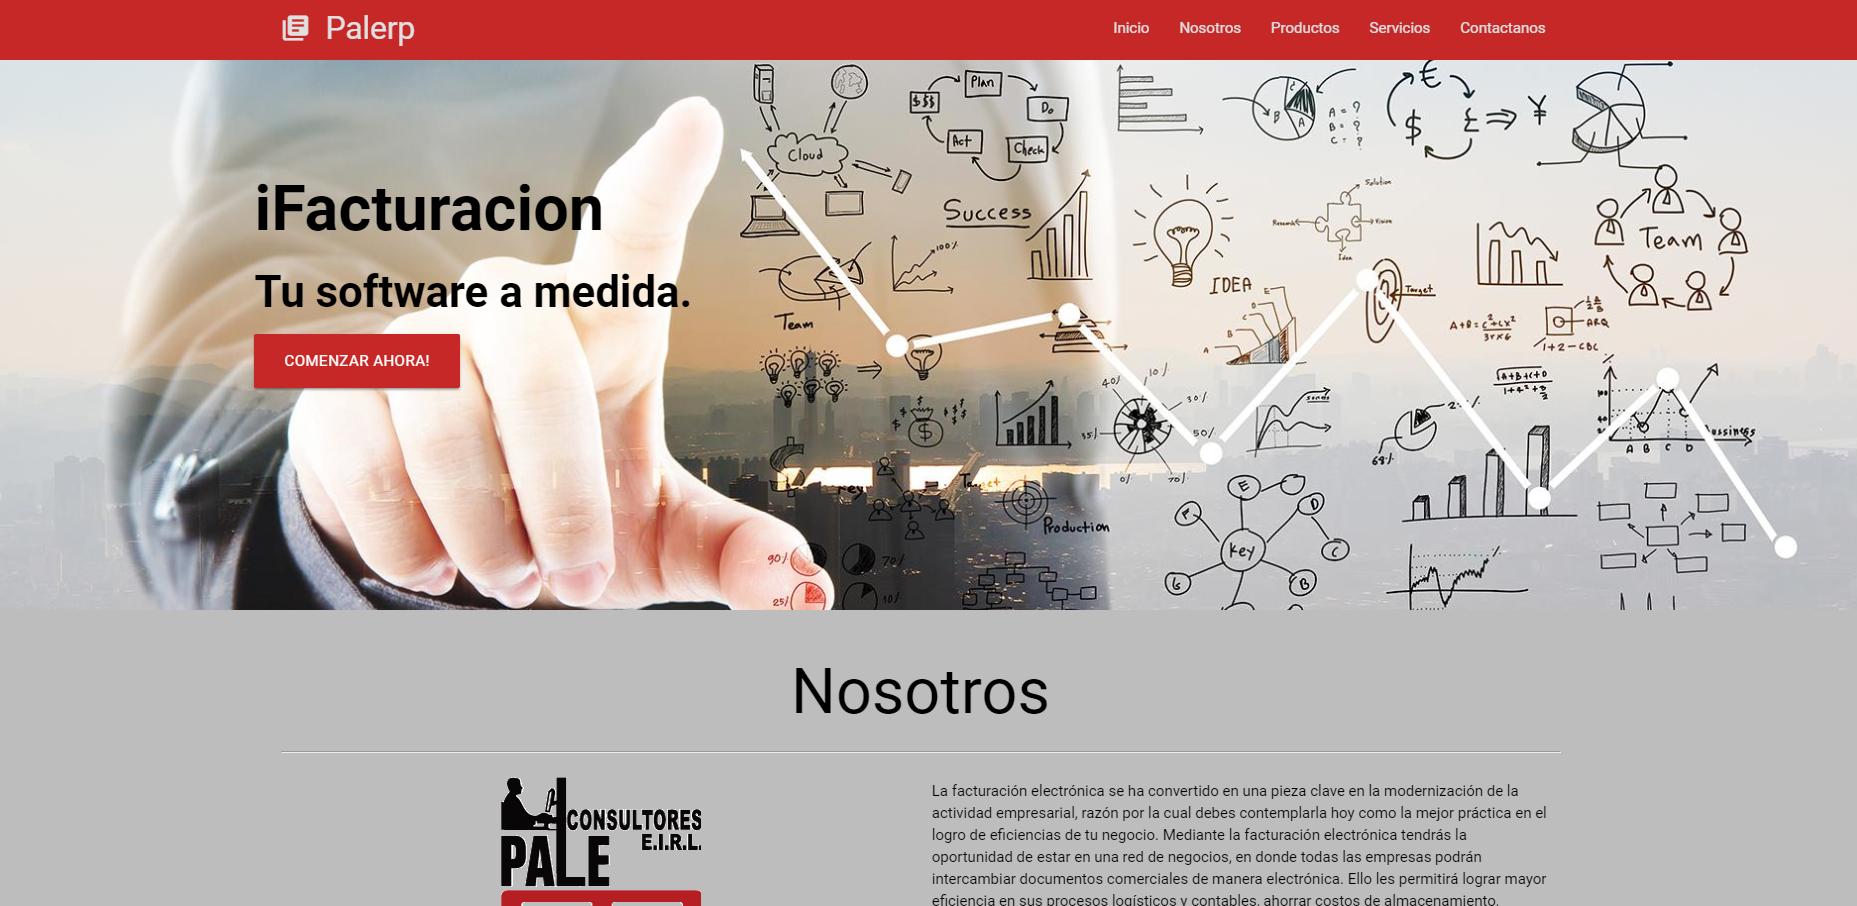 Palerp
Inicio
Nosotros
Productos
Servicios
Contactanos
iFacturacion
Tu software a medida.
COMENZAR AHORA!
Cloud
Plan
$$$
Do
Act
Check
Success
100%
Team
B
A
A = ?
B = ?
C = ?
€
$
£
¥
Solution
Research
Vision
Idea
IDEA
E
D
C
B
A
Target
Team
ARQ
1+2-CBC
A+B+C+D
40%
10%
30%
35%
50%
0%
70%
$
68%
A B C D
Bussiness
Key
Target
Production
90%
70%
25%
10%
Key
E
D
C
B
G
F
Nosotros
CONSULTORES
E.I.R.L.
PALE
La facturación electrónica se ha convertido en una pieza clave en la modernización de la
actividad empresarial, razón por la cual debes contemplarla hoy como la mejor práctica en el
logro de eficiencias de tu negocio. Mediante la facturación electrónica tendrás la
oportunidad de estar en una red de negocios, en donde todas las empresas podrán
intercambiar documentos comerciales de manera electrónica. Ello les permitirá lograr mayor
eficiencia en sus procesos logísticos y contables, ahorrar costos de almacenamiento,